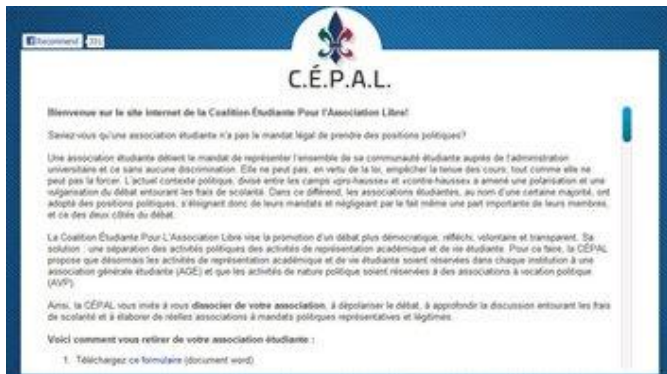 Recommend 331
C.É.P.A.L.
Bienvenue sur le site internet de la Coalition Étudiante Pour l'Association Libre!
Saviez-vous qu'une association étudiante n'a pas le mandat légal de prendre des positions politiques?
Une association étudiante détient le mandat de représenter l'ensemble de sa communauté étudiante auprès de l'administration
universitaire et ce sans aucune discrimination. Elle ne peut pas, en vertu de la loi, empêcher la tenue des cours, tout comme elle ne
peut pas la forcer. L'actuel contexte politique, divisé entre les camps «pro-hausse» et «contre-hausse» a amené une polarisation et une
vulgarisation du débat entourant les frais de scolarité. Dans ce différend, les associations étudiantes, au nom d'une certaine majorité, ont
adopté des positions politiques, s'éloignant donc de leurs mandats et négligeant par le fait même une part importante de leurs membres,
et ce des deux côtés du débat.
La Coalition Étudiante Pour L'Association Libre vise la promotion d'un débat plus démocratique, réfléchi, volontaire et transparent. Sa
solution : une séparation des activités politiques des activités de représentation académique et de vie étudiante. Pour ce faire, la CÉPAL
propose que désormais les activités de représentation académique et de vie étudiante soient réservées dans chaque institution à une
association générale étudiante (AGE) et que les activités de nature politique soient réservées à des associations à vocation politique
(AVP).
Ainsi, la CÉPAL vous invite à vous dissocier de votre association, à dépolariser le débat, à approfondir la discussion entourant les frais
de scolarité et à élaborer de réelles associations à mandats politiques représentatives et légitimes.
Voici comment vous retirer de votre association étudiante :
1. Téléchargez ce formulaire (document word)